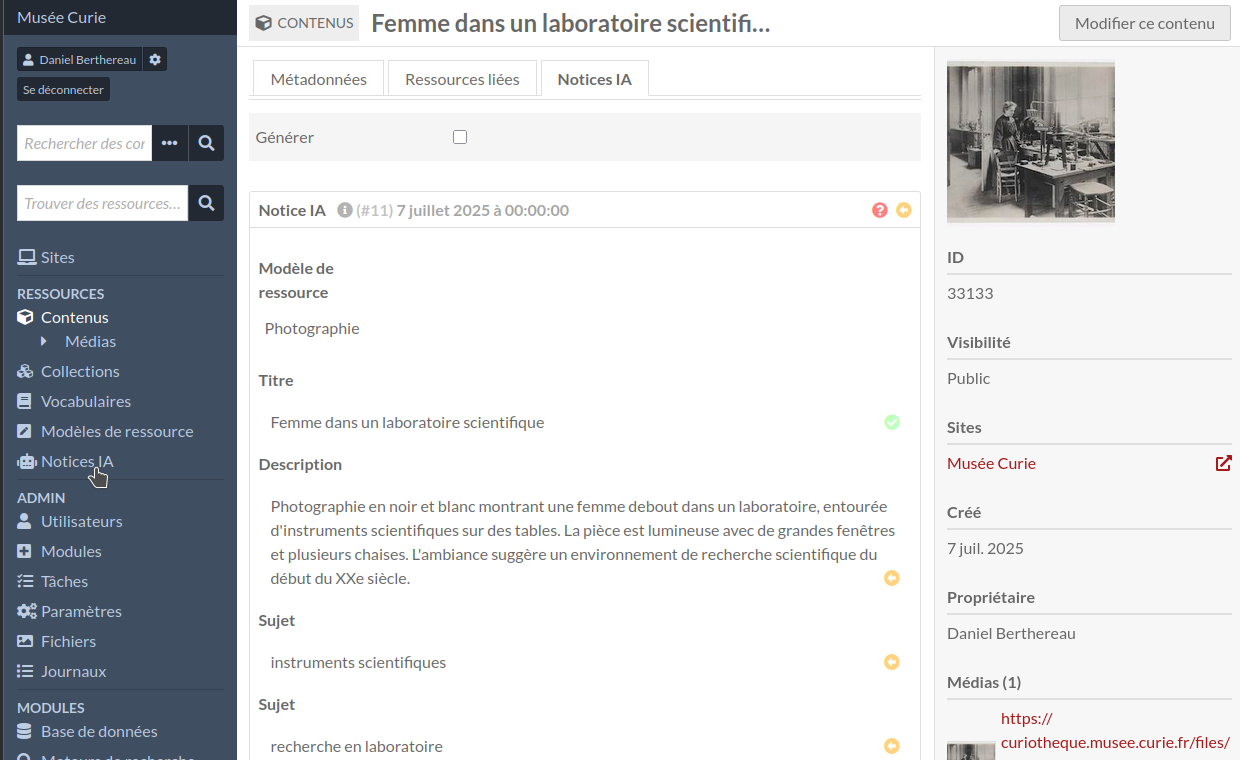 Musée Curie
Daniel Berthereau
Se déconnecter
Rechercher des cor
Trouver des ressources...
Sites
RESSOURCES
Contenus
Médias
Collections
Vocabulaires
Modèles de ressource
Notices IA
ADMIN
Utilisateurs
Modules
Tâches
Paramètres
Fichiers
Journaux
MODULES
Base de données
Moteurs de recherche
CONTENUS
Femme dans un laboratoire scientifi…
Modifier ce contenu
Métadonnées
Ressources liées
Notices IA
Générer
Notice IA (#11) 7 juillet 2025 à 00:00:00
Modèle de
ressource
Photographie
Titre
Femme dans un laboratoire scientifique
Description
Photographie en noir et blanc montrant une femme debout dans un laboratoire, entourée
d'instruments scientifiques sur des tables. La pièce est lumineuse avec de grandes fenêtres
et plusieurs chaises. L'ambiance suggère un environnement de recherche scientifique du
début du XXe siècle.
Sujet
instruments scientifiques
Sujet
recherche en laboratoire
ID
33133
Visibilité
Public
Sites
Musée Curie
Créé
7 juil. 2025
Propriétaire
Daniel Berthereau
Médias (1)
https://
curiotheque.musee.curie.fr/files/